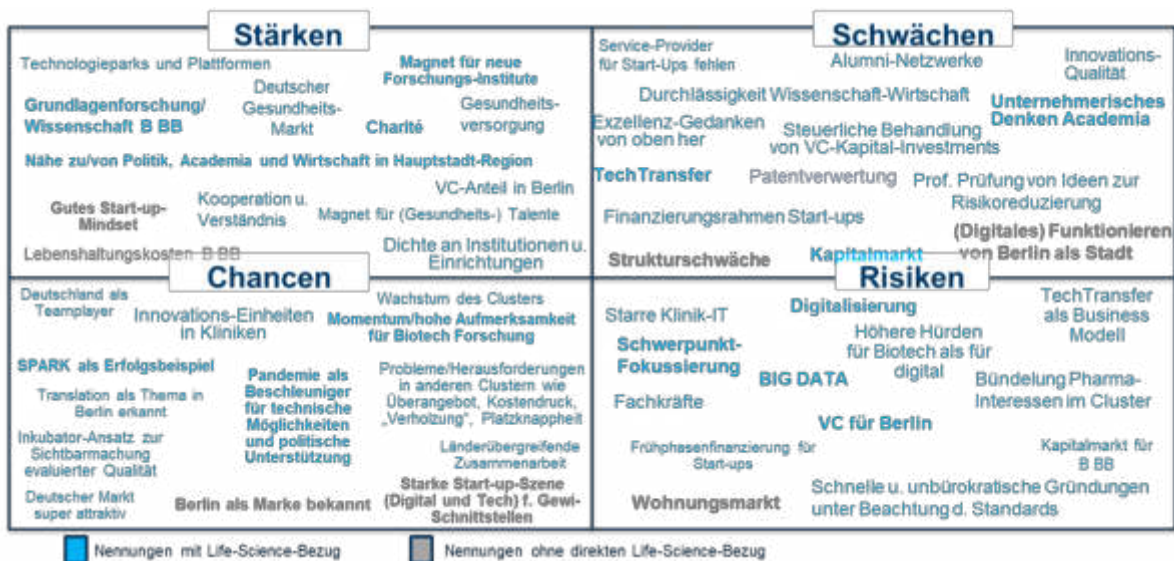 Stärken
Technologieparks und Plattformen
Magnet für neue
Forschungs-Institute
Deutscher
Gesundheits-
Markt
Grundlagenforschung/
Wissenschaft B BB
Charité
Gesundheits-
versorgung
Nähe zu/von Politik, Academia und Wirtschaft in Hauptstadt-Region
VC-Anteil in Berlin
Gutes Start-up-
Mindset
Kooperation u.
Verständnis
Magnet für (Gesundheits-) Talente
Lebenshaltungskosten B BB
Dichte an Institutionen u.
Einrichtungen
Schwächen
Service-Provider
für Start-Ups fehlen
Alumni-Netzwerke
Innovations-
Qualität
Durchlässigkeit Wissenschaft-Wirtschaft
Unternehmerisches
Denken Academia
Exzellenz-Gedanken
von oben her
Steuerliche Behandlung
von VC-Kapital-Investments
TechTransfer
Patentverwertung
Prof. Prüfung von Ideen zur
Risikoreduzierung
Finanzierungsrahmen Start-ups
(Digitales) Funktionieren
von Berlin als Stadt
Strukturschwäche
Kapitalmarkt
Chancen
Deutschland als
Teamplayer
Innovations-Einheiten
in Kliniken
Wachstum des Clusters
Momentum/hohe Aufmerksamkeit
für Biotech Forschung
SPARK als Erfolgsbeispiel
Pandemie als
Beschleuniger
für technische
Möglichkeiten
und politische
Unterstützung
Probleme/Herausforderungen
in anderen Clustern wie
Überangebot, Kostendruck,
„Verholzung", Platzknappheit
Translation als Thema in
Berlin erkannt
Inkubator-Ansatz zur
Sichtbarmachung
evaluierter Qualität
Länderübergreifende
Zusammenarbeit
Deutscher Markt
super attraktiv
Berlin als Marke bekannt
Starke Start-up-Szene
(Digital und Tech) f. Gewi-
Schnittstellen
Risiken
Starre Klinik-IT
Digitalisierung
TechTransfer
als Business
Modell
Schwerpunkt-
Fokussierung
Höhere Hürden
für Biotech als für
digital
BIG DATA
Bündelung Pharma-
Interessen im Cluster
Fachkräfte
VC für Berlin
Frühphasenfinanzierung für
Start-ups
Kapitalmarkt für
B BB
Wohnungsmarkt
Schnelle u. unbürokratische Gründungen
unter Beachtung d. Standards
Nennungen mit Life-Science-Bezug
Nennungen ohne direkten Life-Science-Bezug